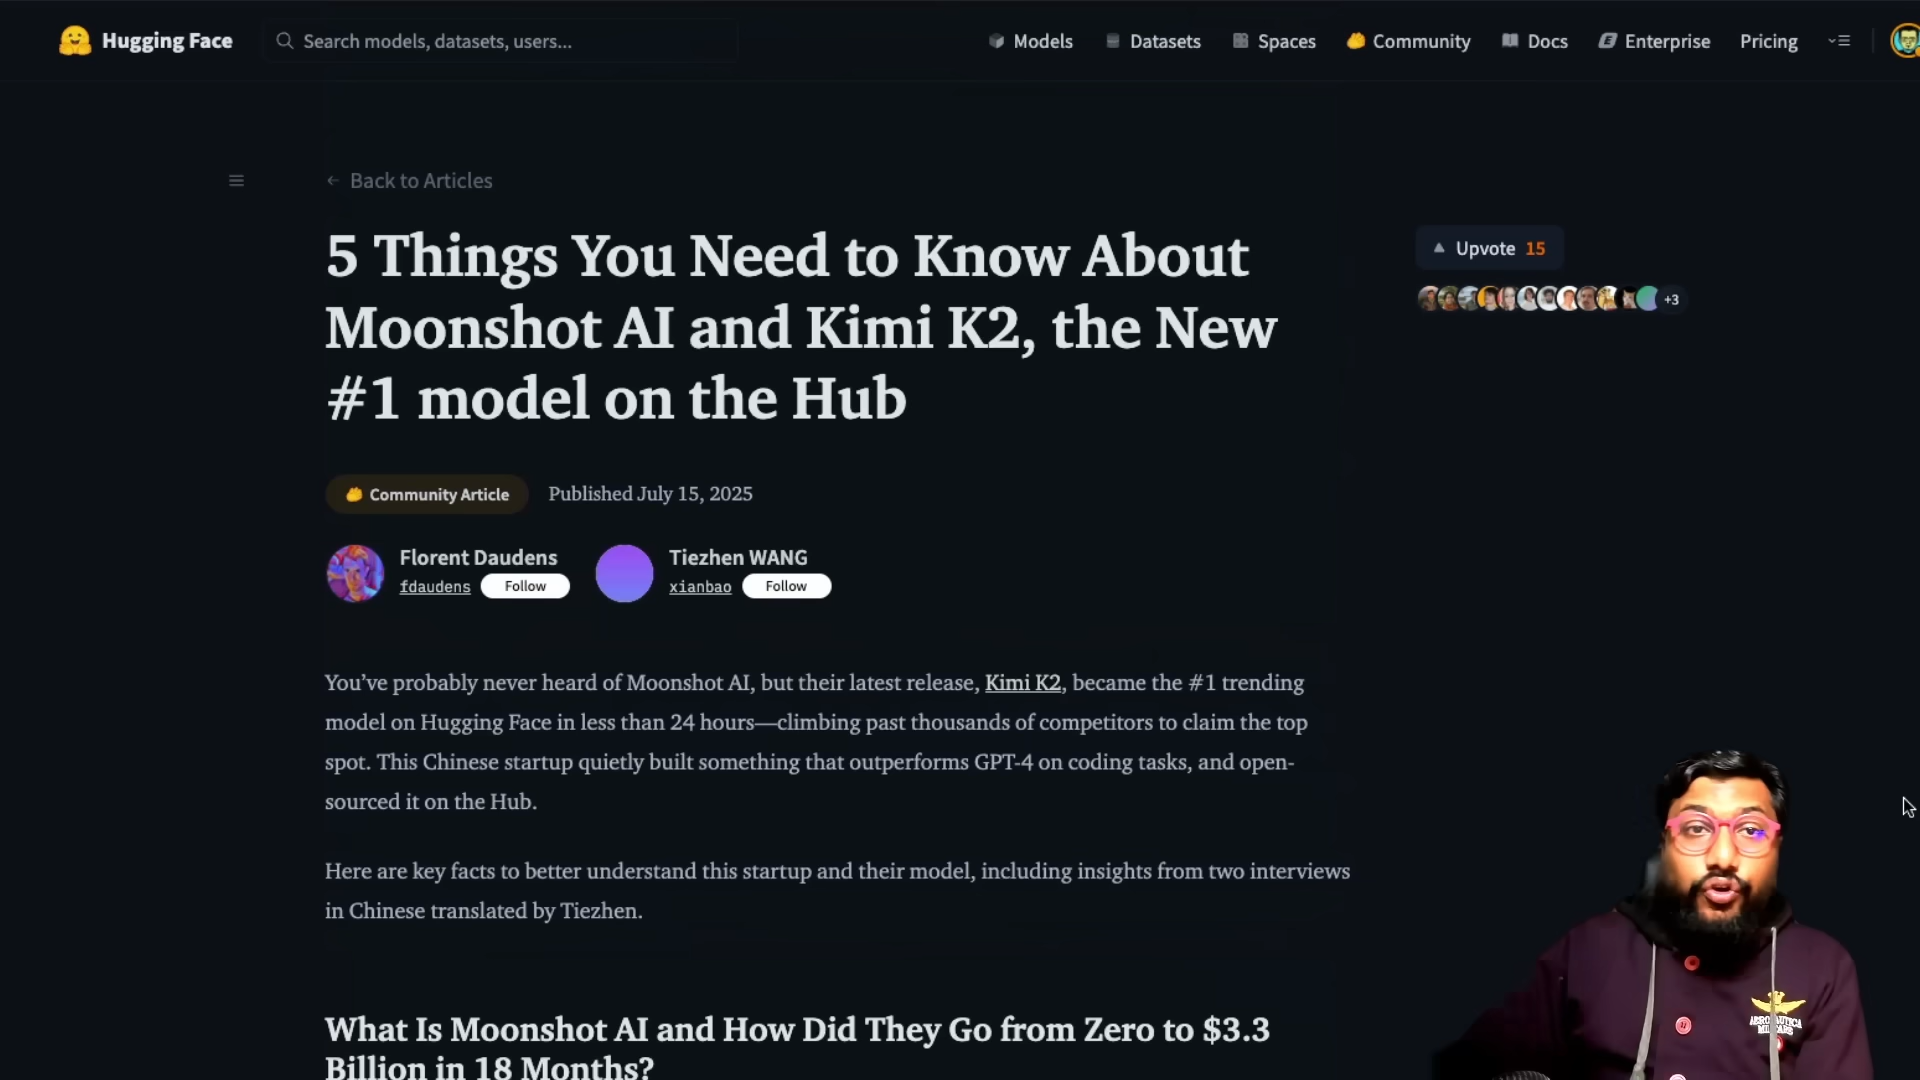 Hugging Face
Search models, datasets, users...
Models
Datasets
Spaces
Community
Docs
Enterprise
Pricing
← Back to Articles
5 Things You Need to Know About
Moonshot AI and Kimi K2, the New
#1 model on the Hub
Upvote 15
+3
Community Article
Published July 15, 2025
Florent Daudens
fdaudens
Follow
Tiezhen WANG
xianbao
Follow
You’ve probably never heard of Moonshot AI, but their latest release, Kimi K2, became the #1 trending
model on Hugging Face in less than 24 hours—climbing past thousands of competitors to claim the top
spot. This Chinese startup quietly built something that outperforms GPT-4 on coding tasks, and open-
sourced it on the Hub.
Here are key facts to better understand this startup and their model, including insights from two interviews
in Chinese translated by Tiezhen.
What Is Moonshot AI and How Did They Go from Zero to $3.3
Billion in 18 Months?